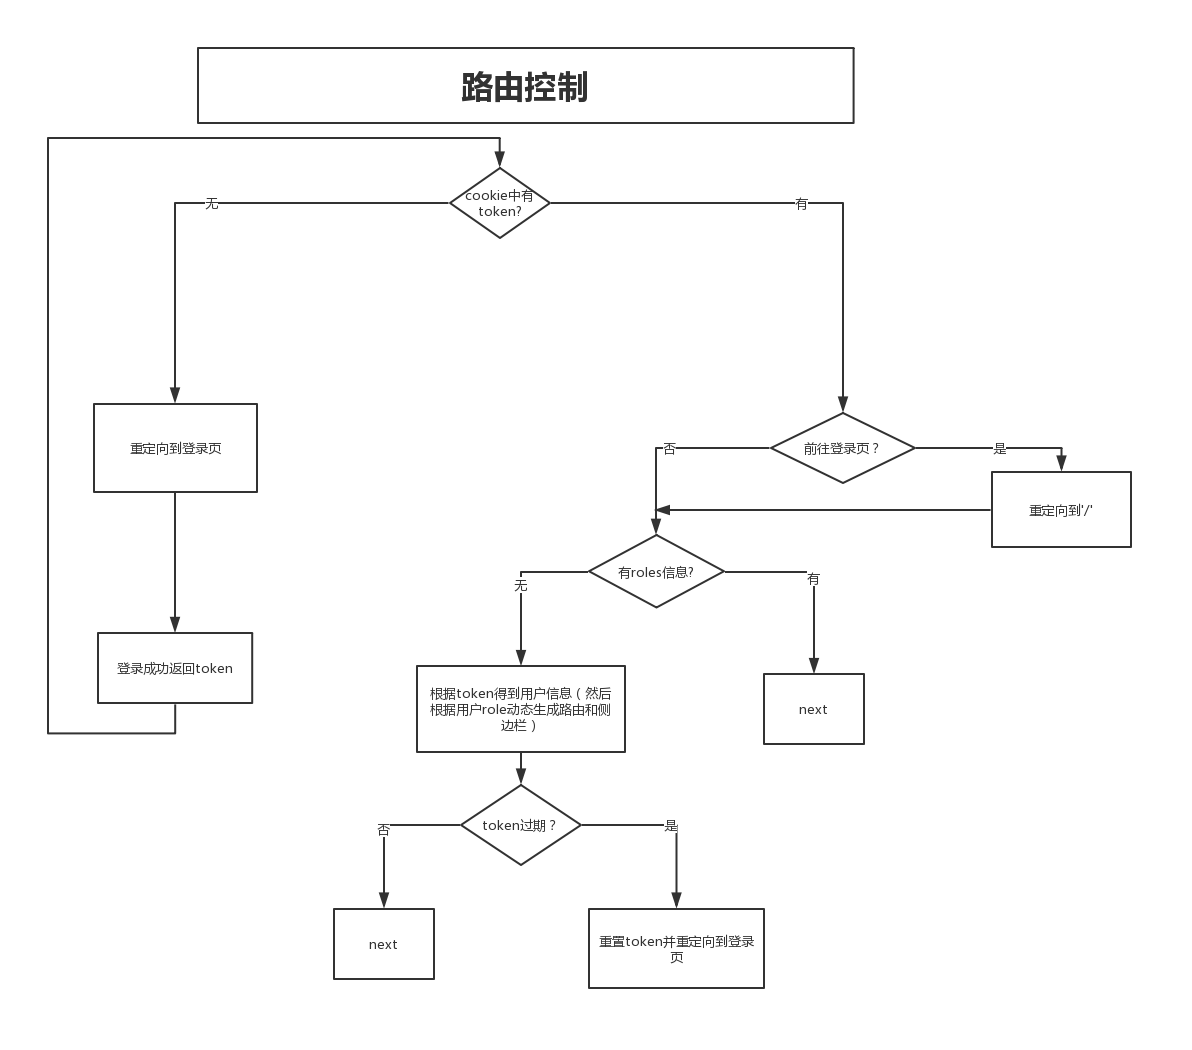 路由控制
cookie中有
token?
无
有
重定向到登录页
前往登录页？
否
是
重定向到'/'
有roles信息?
无
有
登录成功返回token
根据token得到用户信息（然后
根据用户role动态生成路由和侧
边栏）
next
token过期？
否
是
next
重置token并重定向到登录
页